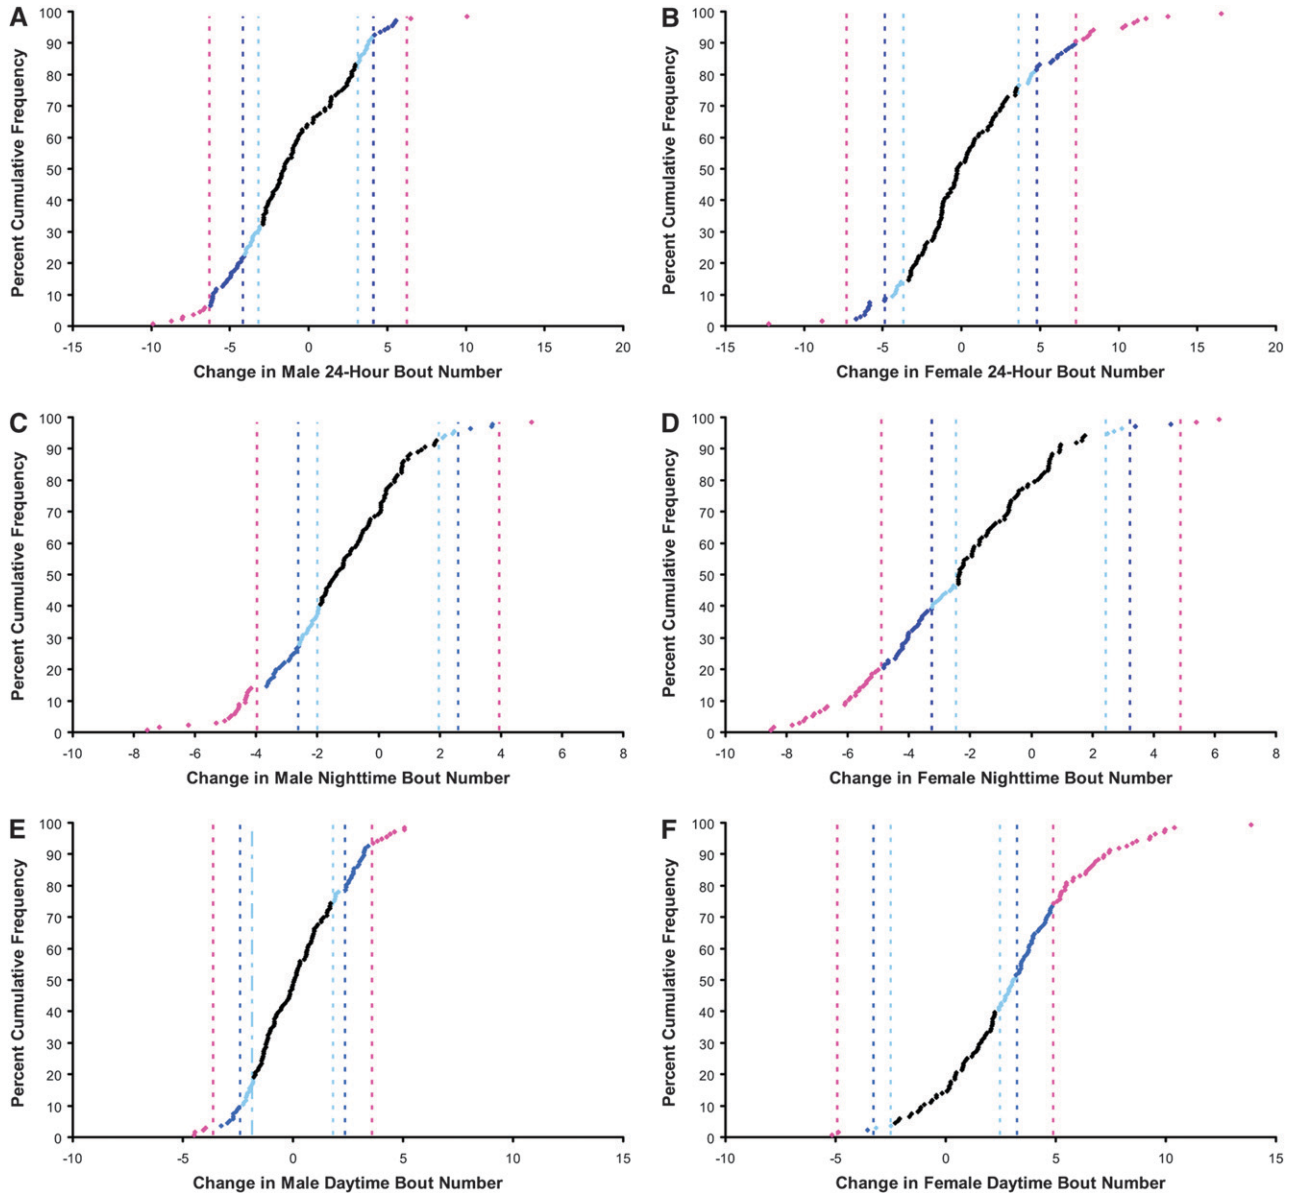 A
B
Percent Cumulative Frequency
100
90
80
70
60
50
40
30
20
10
0
-15 -10 -5 0 5 10 15 20
Change in Male 24-Hour Bout Number
Percent Cumulative Frequency
100
90
80
70
60
50
40
30
20
10
0
-15 -10 -5 0 5 10 15 20
Change in Female 24-Hour Bout Number
C
D
Percent Cumulative Frequency
100
90
80
70
60
50
40
30
20
10
0
-10 -8 -6 -4 -2 0 2 4 6 8
Change in Male Nighttime Bout Number
Percent Cumulative Frequency
100
90
80
70
60
50
40
30
20
10
0
-10 -8 -6 -4 -2 0 2 4 6 8
Change in Female Nighttime Bout Number
E
F
Percent Cumulative Frequency
100
90
80
70
60
50
40
30
20
10
0
-10 -5 0 5 10 15
Change in Male Daytime Bout Number
Percent Cumulative Frequency
100
90
80
70
60
50
40
30
20
10
0
-10 -5 0 5 10 15
Change in Female Daytime Bout Number